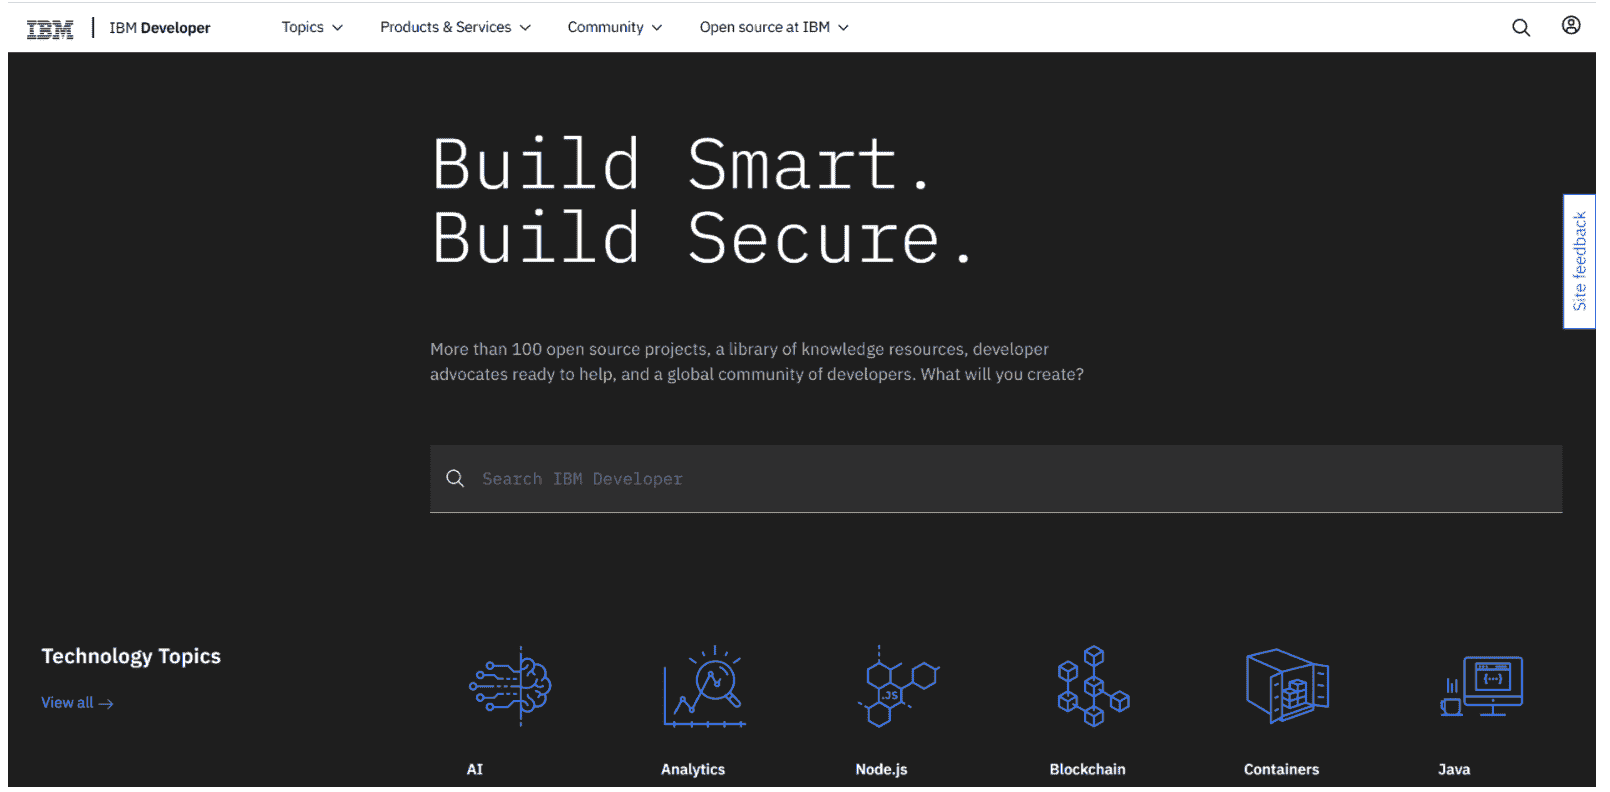 IBM | IBM Developer Topics Products & Services Community Open source at IBM
Build Smart.
Build Secure.
Site feedback
More than 100 open source projects, a library of knowledge resources, developer
advocates ready to help, and a global community of developers. What will you create?
Search IBM Developer
Technology Topics
View all →
.JS
{...}
AI Analytics Node.js Blockchain Containers Java